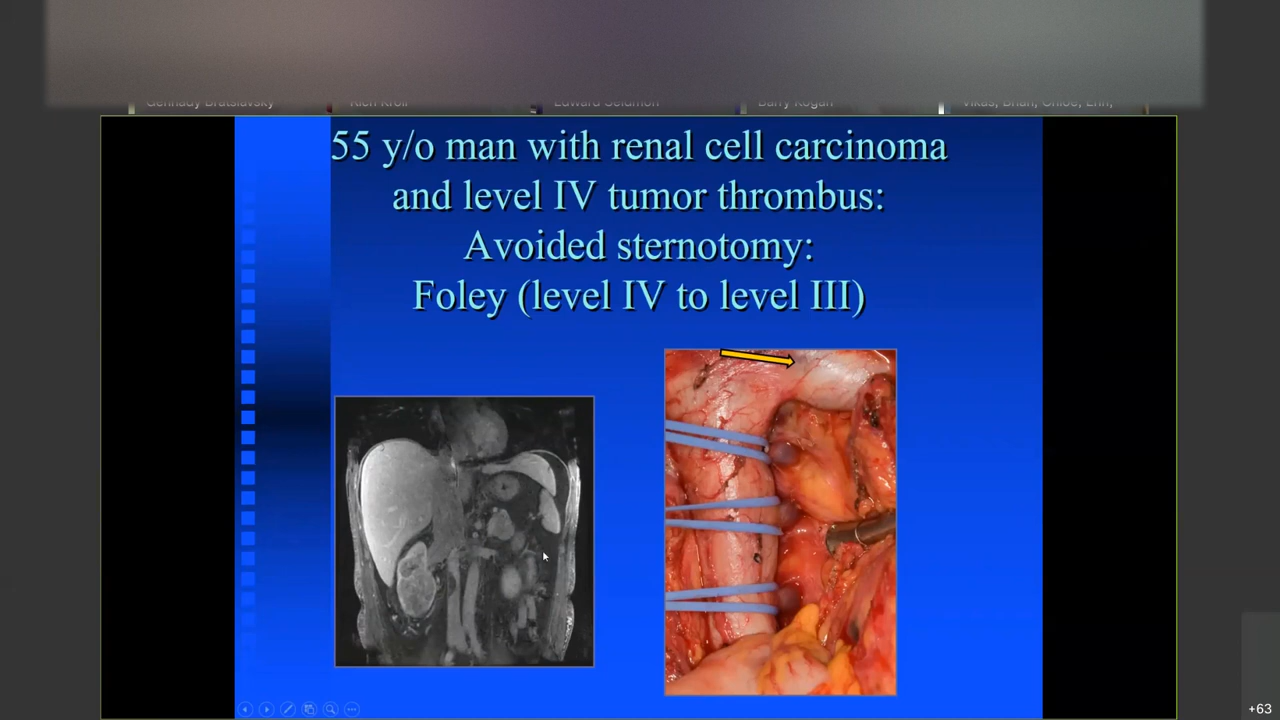 55 y/o man with renal cell carcinoma
and level IV tumor thrombus:
Avoided sternotomy:
Foley (level IV to level III)
+63